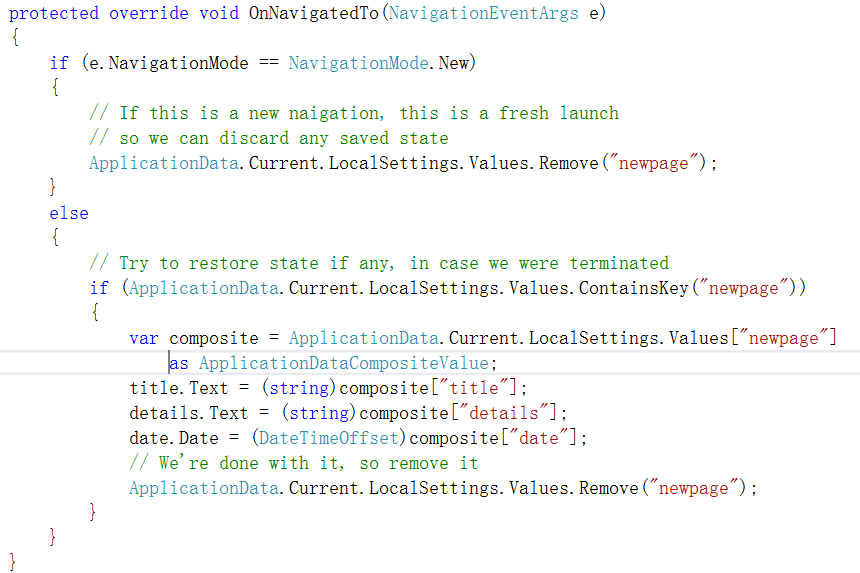 protected override void OnNavigatedTo(NavigationEventArgs e)
{
    if (e.NavigationMode == NavigationMode.New)
    {
        // If this is a new naigation, this is a fresh launch
        // so we can discard any saved state
        ApplicationData.Current.LocalSettings.Values.Remove("newpage");
    }
    else
    {
        // Try to restore state if any, in case we were terminated
        if (ApplicationData.Current.LocalSettings.Values.ContainsKey("newpage"))
        {
            var composite = ApplicationData.Current.LocalSettings.Values["newpage"]
                as ApplicationDataCompositeValue;
            title.Text = (string)composite["title"];
            details.Text = (string)composite["details"];
            date.Date = (DateTimeOffset)composite["date"];
            // We're done with it, so remove it
            ApplicationData.Current.LocalSettings.Values.Remove("newpage");
        }
    }
}